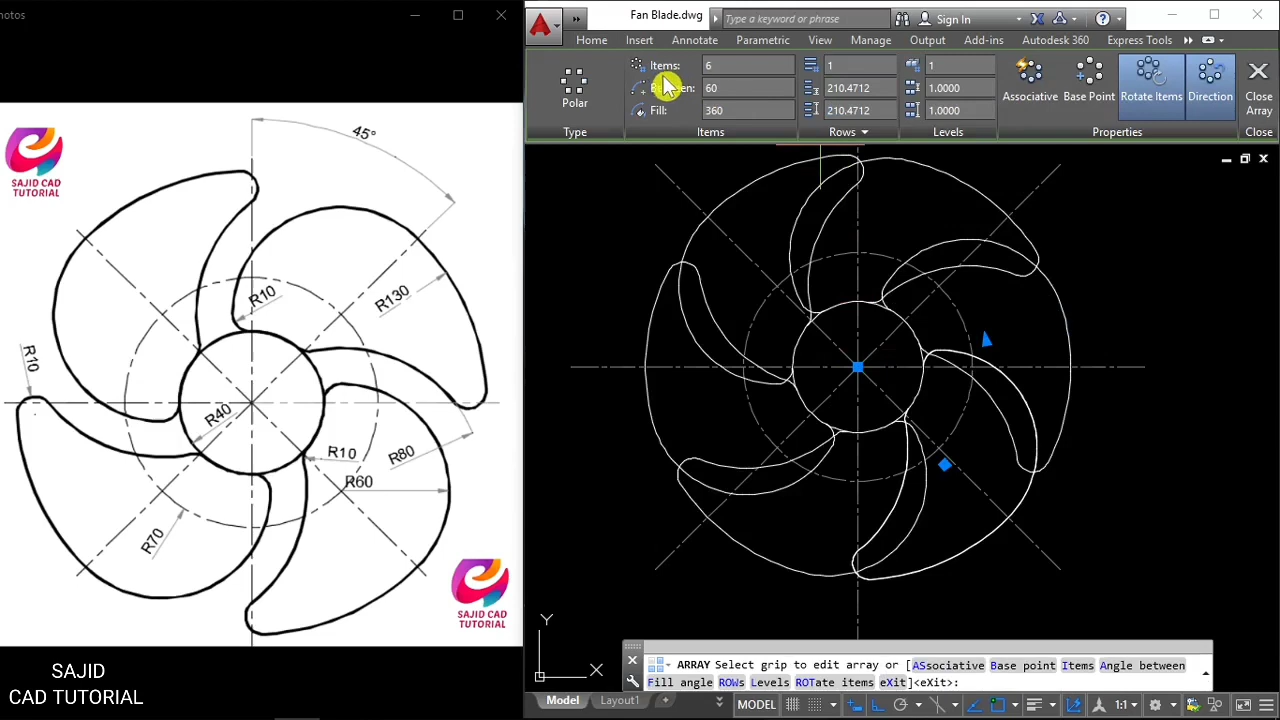 otos
SAJID CAD
TUTORIAL
45°
R10
R130
R10
R40
R10
R80
R60
R70
SAJID CAD
TUTORIAL
SAJID
CAD TUTORIAL
Fan Blade.dwg
Type a keyword or phrase
Sign In
Home Insert Annotate Parametric View Manage Output Add-ins Autodesk 360 Express Tools
Items: 6 1 1
60 210.4712 1.0000
Fill: 360 210.4712 1.0000
Polar
Associative Base Point Rotate Items Direction Close
Array
Type Items Rows Levels Properties Close
Y
X
ARRAY Select grip to edit array or [ASsociative Base point Items Angle between
Fill angle ROWs Levels ROTate items eXit]<eXit>:
Model Layout1 + MODEL 1:1